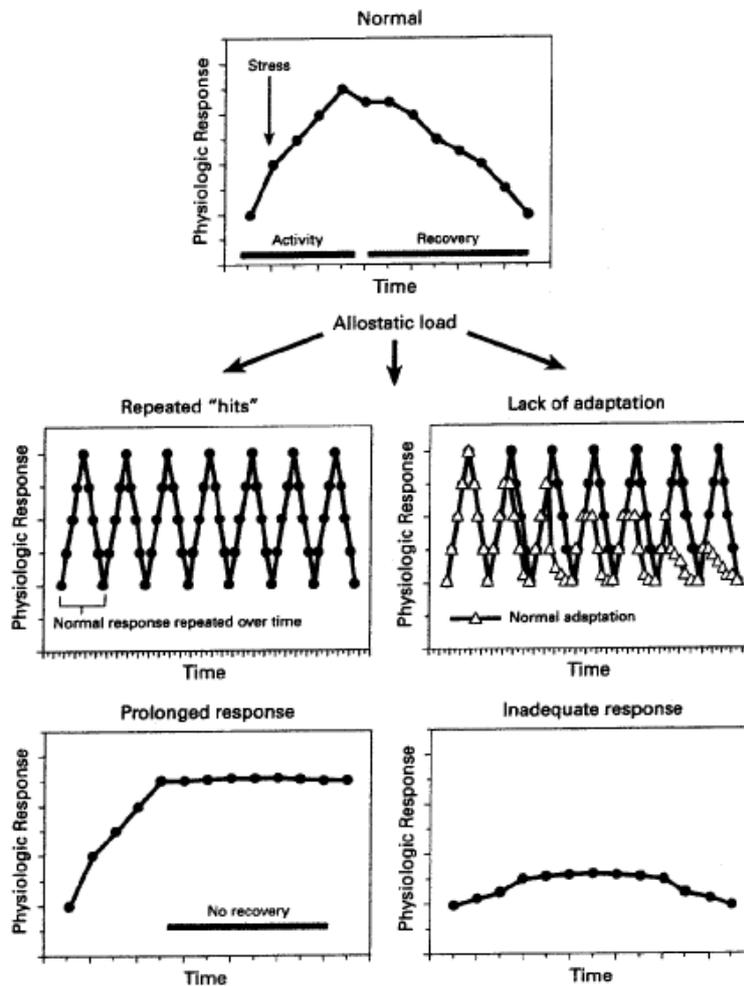 Normal
Physiologic Response
Stress
Activity
Recovery
Time
Allostatic load
Repeated "hits"
Physiologic Response
Normal response repeated over time
Time
Lack of adaptation
Physiologic Response
Normal adaptation
Time
Prolonged response
Physiologic Response
No recovery
Time
Inadequate response
Physiologic Response
Time